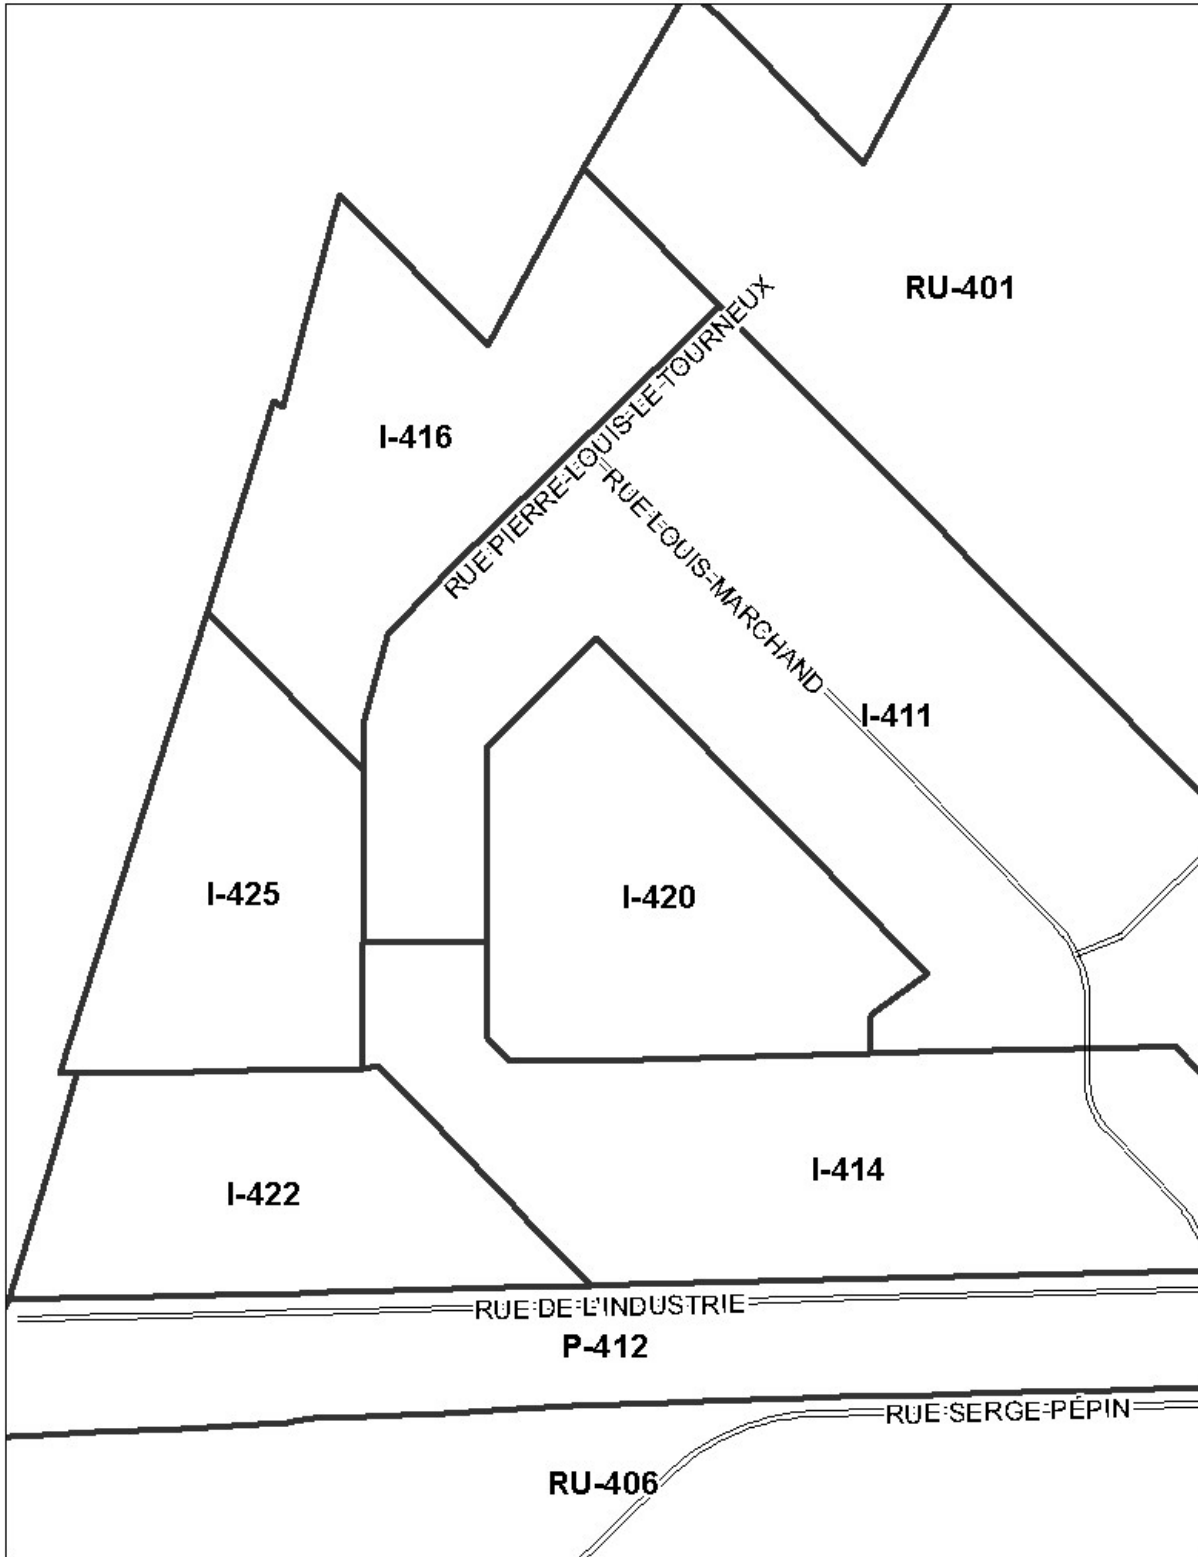 RU-401
RUE PIERRE-LOUIS-LE-TOURNEUX
I-416
RUE LOUIS-MARCHAND
I-411
I-425
I-420
I-414
I-422
RUE DE L'INDUSTRIE
P-412
RUE SERGE-PÉPIN
RU-406